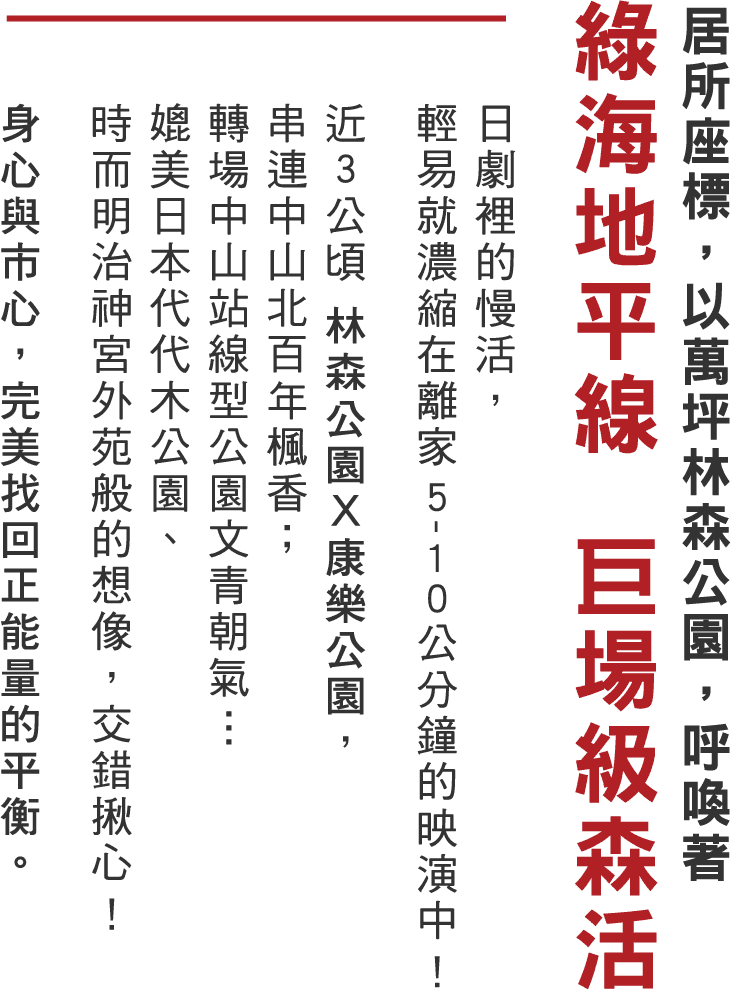 居所座標，以萬坪林森公園，呼喚著
綠海地平線 巨場級森活
日劇裡的慢活，
輕易就濃縮在離家5-10公分鐘的映演中！
近3公頃 林森公園X康樂公園，
串連中山北百年楓香；
轉場中山站線型公園文青朝氣…
媲美日本代代木公園、
時而明治神宮外苑般的想像，交錯揪心！
身心與市心，完美找回正能量的平衡。